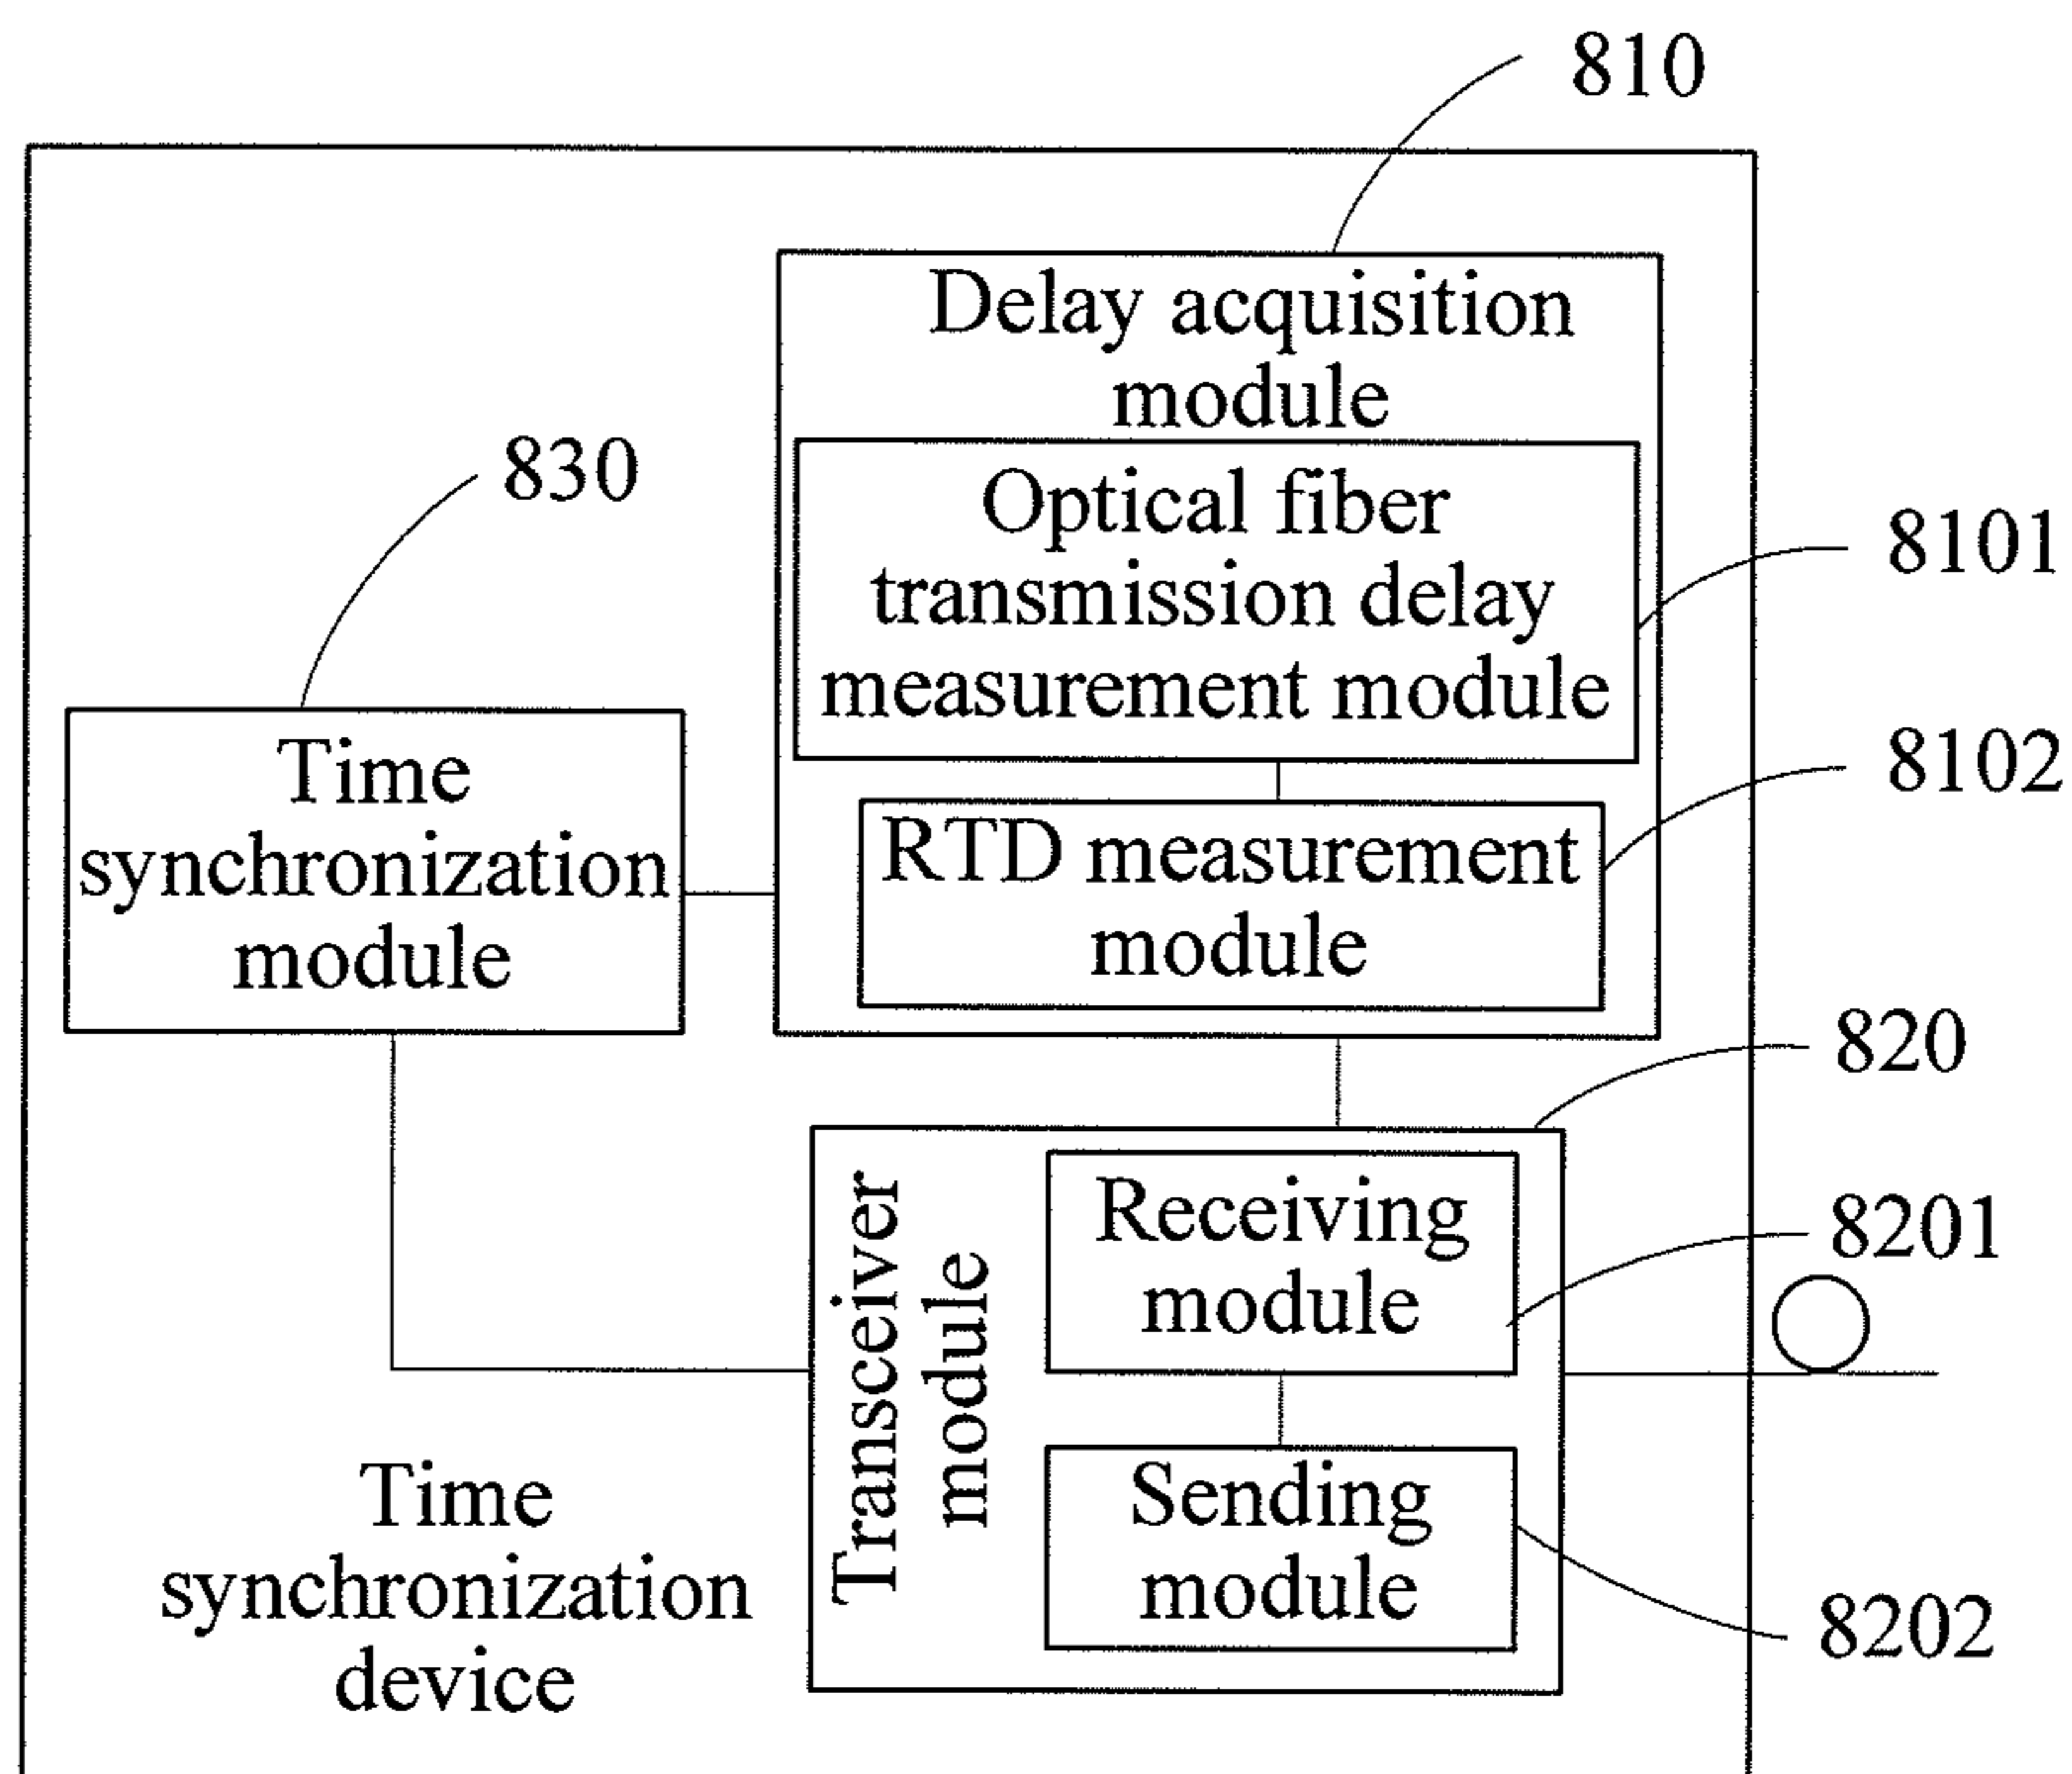 810
Delay acquisition
module
830
Optical fiber
transmission delay
measurement module
8101
8102
Time
synchronization
module
RTD measurement
module
820
Transceiver
module
Receiving
module
8201
Sending
module
8202
Time
synchronization
device